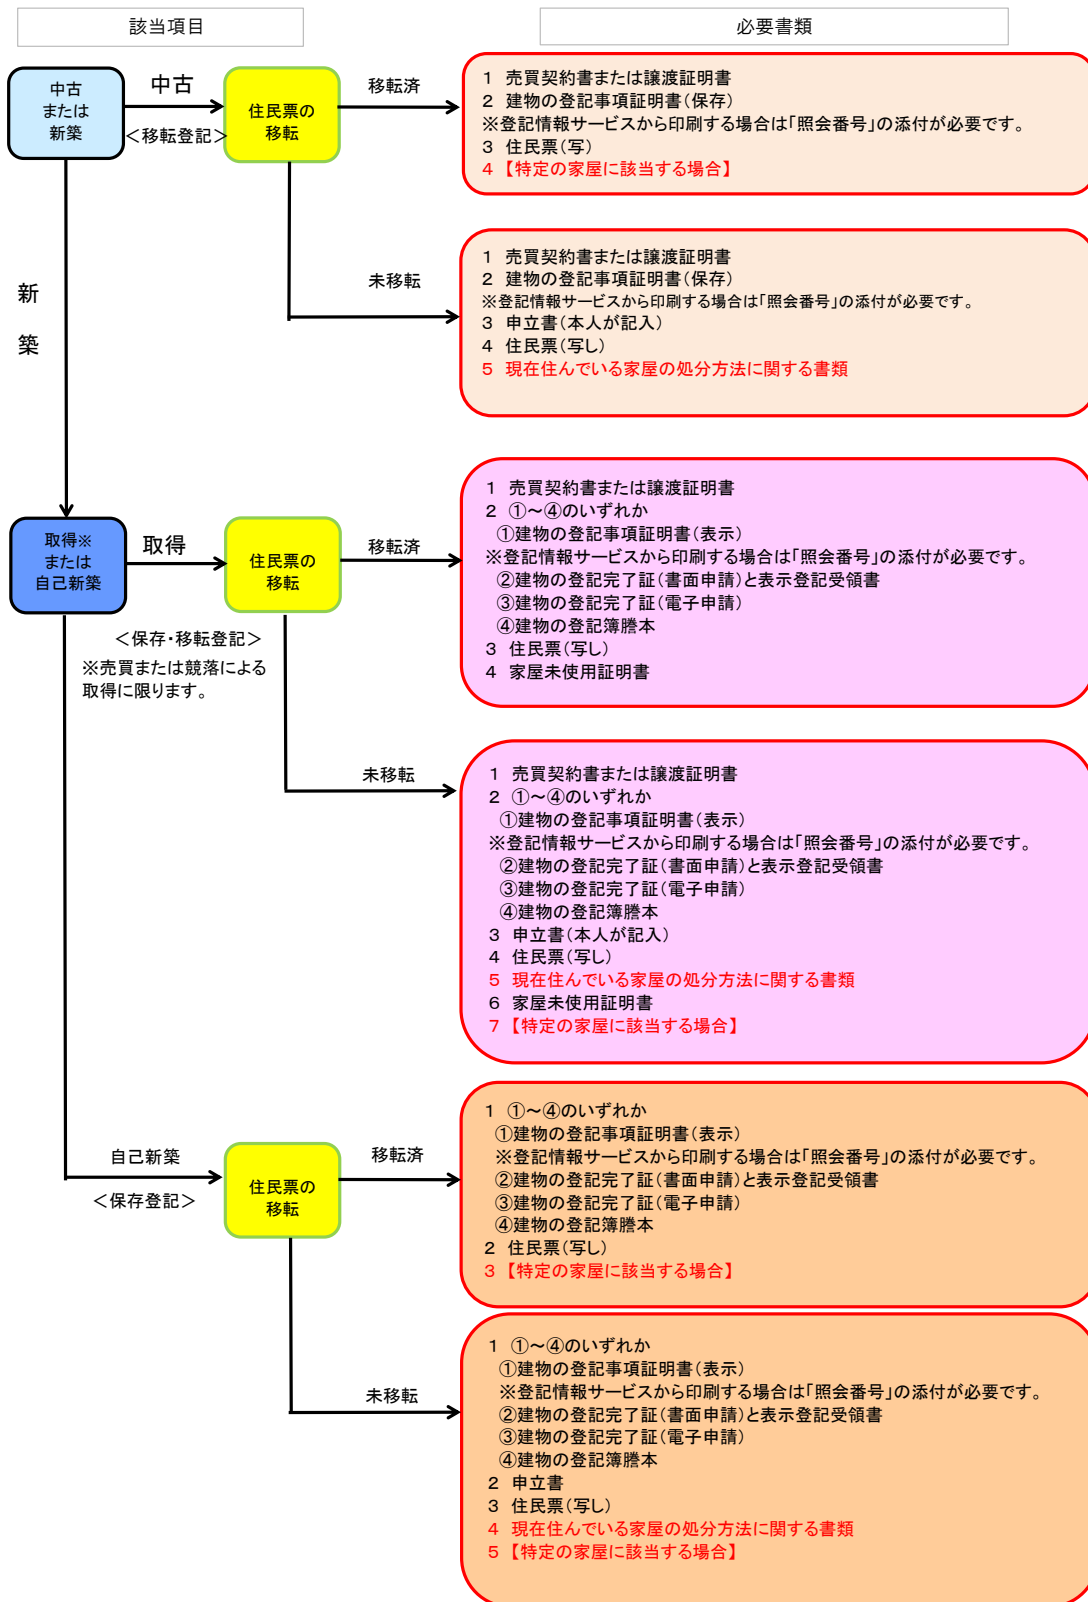 該当項目
必要書類
中古
または
新築
中古
＜移転登記＞
住民票の
移転
移転済
1 売買契約書または譲渡証明書
2 建物の登記事項証明書(保存)
※登記情報サービスから印刷する場合は「照会番号」の添付が必要です。
3 住民票(写)
4 【特定の家屋に該当する場合】
未移転
1 売買契約書または譲渡証明書
2 建物の登記事項証明書(保存)
※登記情報サービスから印刷する場合は「照会番号」の添付が必要です。
3 申立書(本人が記入)
4 住民票(写し)
5 現在住んでいる家屋の処分方法に関する書類
新
築
取得※
または
自己新築
取得
住民票の
移転
移転済
＜保存・移転登記＞
※売買または競落による
取得に限ります。
1 売買契約書または譲渡証明書
2 ①～④のいずれか
①建物の登記事項証明書(表示)
※登記情報サービスから印刷する場合は「照会番号」の添付が必要です。
②建物の登記完了証(書面申請)と表示登記受領書
③建物の登記完了証(電子申請)
④建物の登記簿謄本
3 住民票(写し)
4 家屋未使用証明書
未移転
1 売買契約書または譲渡証明書
2 ①～④のいずれか
①建物の登記事項証明書(表示)
※登記情報サービスから印刷する場合は「照会番号」の添付が必要です。
②建物の登記完了証(書面申請)と表示登記受領書
③建物の登記完了証(電子申請)
④建物の登記簿謄本
3 申立書(本人が記入)
4 住民票(写し)
5 現在住んでいる家屋の処分方法に関する書類
6 家屋未使用証明書
7 【特定の家屋に該当する場合】
自己新築
＜保存登記＞
住民票の
移転
移転済
1 ①～④のいずれか
①建物の登記事項証明書(表示)
※登記情報サービスから印刷する場合は「照会番号」の添付が必要です。
②建物の登記完了証(書面申請)と表示登記受領書
③建物の登記完了証(電子申請)
④建物の登記簿謄本
2 住民票(写し)
3 【特定の家屋に該当する場合】
未移転
1 ①～④のいずれか
①建物の登記事項証明書(表示)
※登記情報サービスから印刷する場合は「照会番号」の添付が必要です。
②建物の登記完了証(書面申請)と表示登記受領書
③建物の登記完了証(電子申請)
④建物の登記簿謄本
2 申立書
3 住民票(写し)
4 現在住んでいる家屋の処分方法に関する書類
5 【特定の家屋に該当する場合】